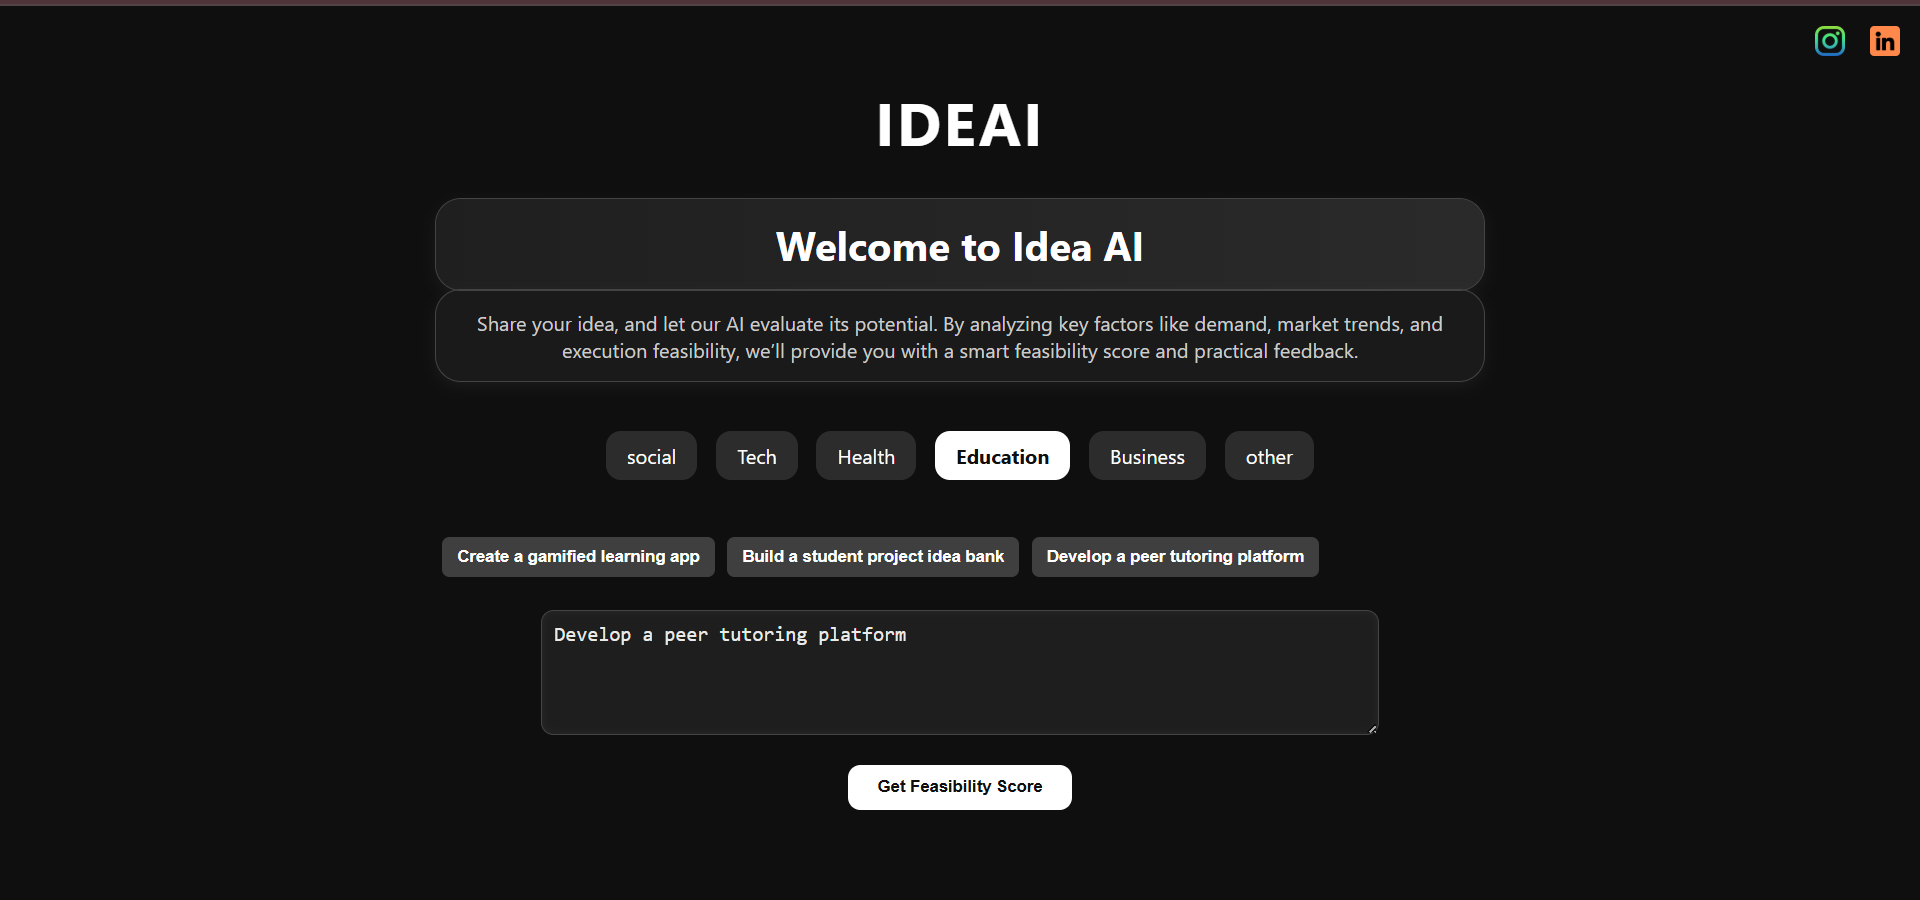 in
IDEAI
Welcome to Idea AI
Share your idea, and let our AI evaluate its potential. By analyzing key factors like demand, market trends, and
execution feasibility, we’ll provide you with a smart feasibility score and practical feedback.
social Tech Health Education Business other
Create a gamified learning app Build a student project idea bank Develop a peer tutoring platform
Develop a peer tutoring platform
Get Feasibility Score